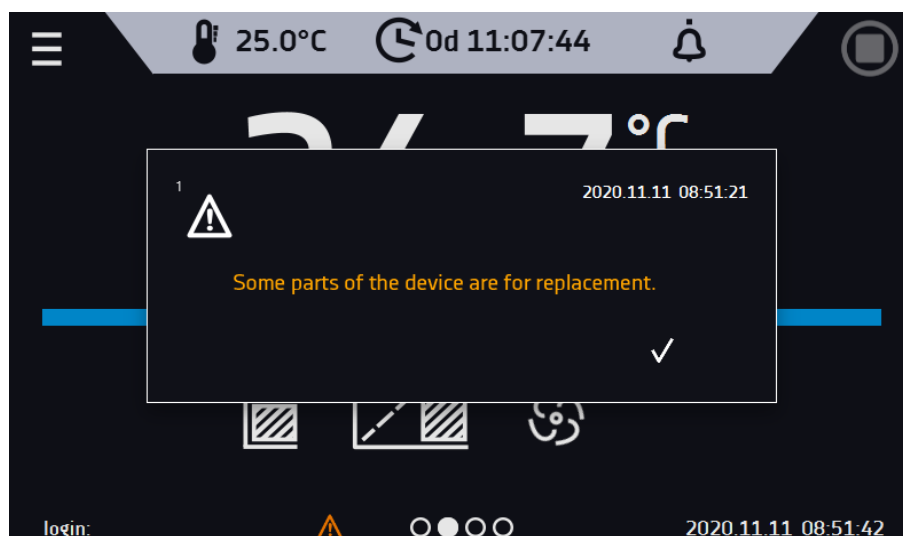 25.0°C 0d 11:07:44
°C
1 2020.11.11 08:51:21
Some parts of the device are for replacement.
login: 2020.11.11 08:51:42